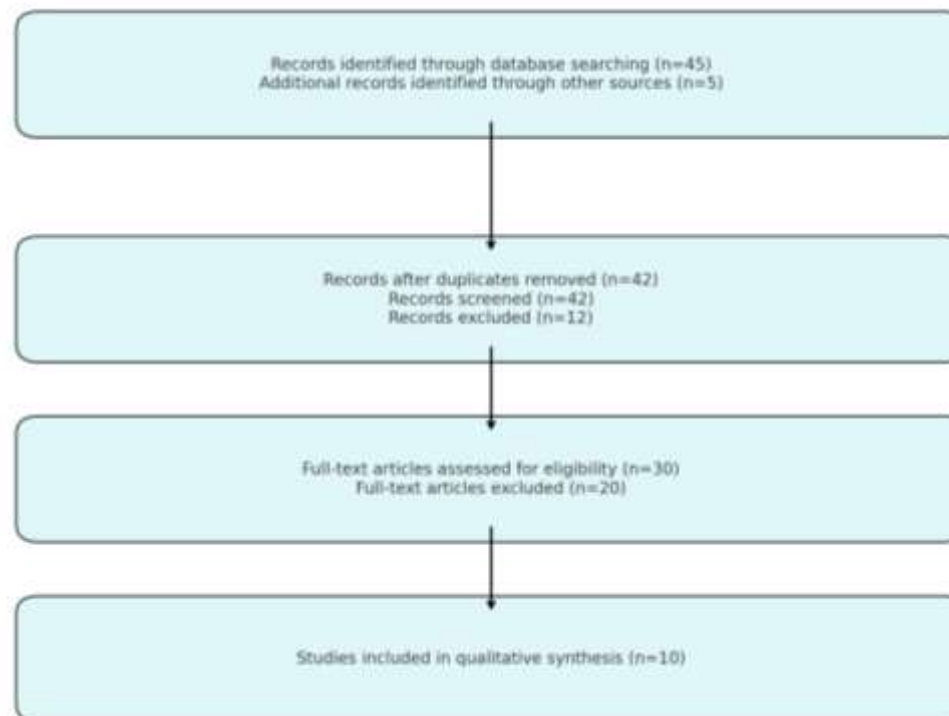 Records identified through database searching (n=45)
Additional records identified through other sources (n=5)
Records after duplicates removed (n=42)
Records screened (n=42)
Records excluded (n=12)
Full-text articles assessed for eligibility (n=30)
Full-text articles excluded (n=20)
Studies included in qualitative synthesis (n=10)